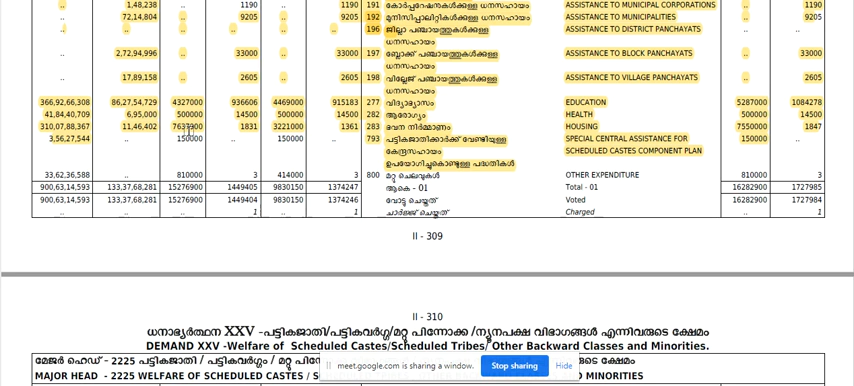 .. 1,48,238 .. 1190 .. 1190 191 കോർപ്പറേഷനുകൾക്കുള്ള ധനസഹായം ASSISTANCE TO MUNICIPAL CORPORATIONS .. 1190
.. 72,14,804 .. 9205 .. 9205 192 മുനിസിപ്പാലിറ്റികൾക്കുള്ള ധനസഹായം ASSISTANCE TO MUNICIPALITIES .. 9205
.. .. .. .. .. .. 196 ജില്ലാ പഞ്ചായത്തുകൾക്കുള്ള ASSISTANCE TO DISTRICT PANCHAYATS .. ..
ധനസഹായം
.. 2,72,94,996 .. 33000 .. 33000 197 ബ്ലോക്ക് പഞ്ചായത്തുകൾക്കുള്ള ASSISTANCE TO BLOCK PANCHAYATS .. 33000
ധനസഹായം
.. 17,89,158 .. 2605 .. 2605 198 വില്ലേജ് പഞ്ചായത്തുകൾക്കുള്ള ASSISTANCE TO VILLAGE PANCHAYATS .. 2605
ധനസഹായം
366,92,66,308 86,27,54,729 4327000 936606 4469000 915183 277 വിദ്യാഭ്യാസം EDUCATION 5287000 1084278
41,84,40,709 6,95,000 500000 14500 500000 14500 282 ആരോഗ്യം HEALTH 500000 14500
310,07,88,367 11,46,402 7637900 1831 3221000 1361 283 ഭവന നിർമ്മാണം HOUSING 7550000 1847
3,56,27,544 .. 150000 .. 150000 .. 793 പട്ടികജാതിക്കാർക്ക് വേണ്ടിയുള്ള SPECIAL CENTRAL ASSISTANCE FOR 150000 ..
കേന്ദ്രസഹായം SCHEDULED CASTES COMPONENT PLAN
ഉപയോഗിച്ചുകൊണ്ടുള്ള പദ്ധതികൾ
33,62,36,588 .. 810000 3 414000 3 800 മറ്റു ചെലവുകൾ OTHER EXPENDITURE 810000 3
900,63,14,593 133,37,68,281 15276900 1449405 9830150 1374247 ആകെ - 01 Total - 01 16282900 1727985
900,63,14,593 133,37,68,281 15276900 1449404 9830150 1374246 വോട്ടു ചെയ്തത് Voted 16282900 1727984
.. .. .. 1 .. 1 ചാർജ്ജ് ചെയ്തത് Charged .. 1
II - 309
II - 310
ധനാഭ്യർത്ഥന XXV -പട്ടികജാതി/പട്ടികവർഗ്ഗ/മറ്റു പിന്നോക്ക /ന്യൂനപക്ഷ വിഭാഗങ്ങൾ എന്നിവരുടെ ക്ഷേമം
DEMAND XXV -Welfare of Scheduled Castes/Scheduled Tribes/ Other Backward Classes and Minorities.
മേജർ ഹെഡ് - 2225 പട്ടികജാതി / പട്ടികവർഗ്ഗം / മറ്റു പിന്നോ ങൾ എന്നിവരുടെ ക്ഷേമം
MAJOR HEAD - 2225 WELFARE OF SCHEDULED CASTES / S D MINORITIES
meet.google.com is sharing a window. Stop sharing Hide